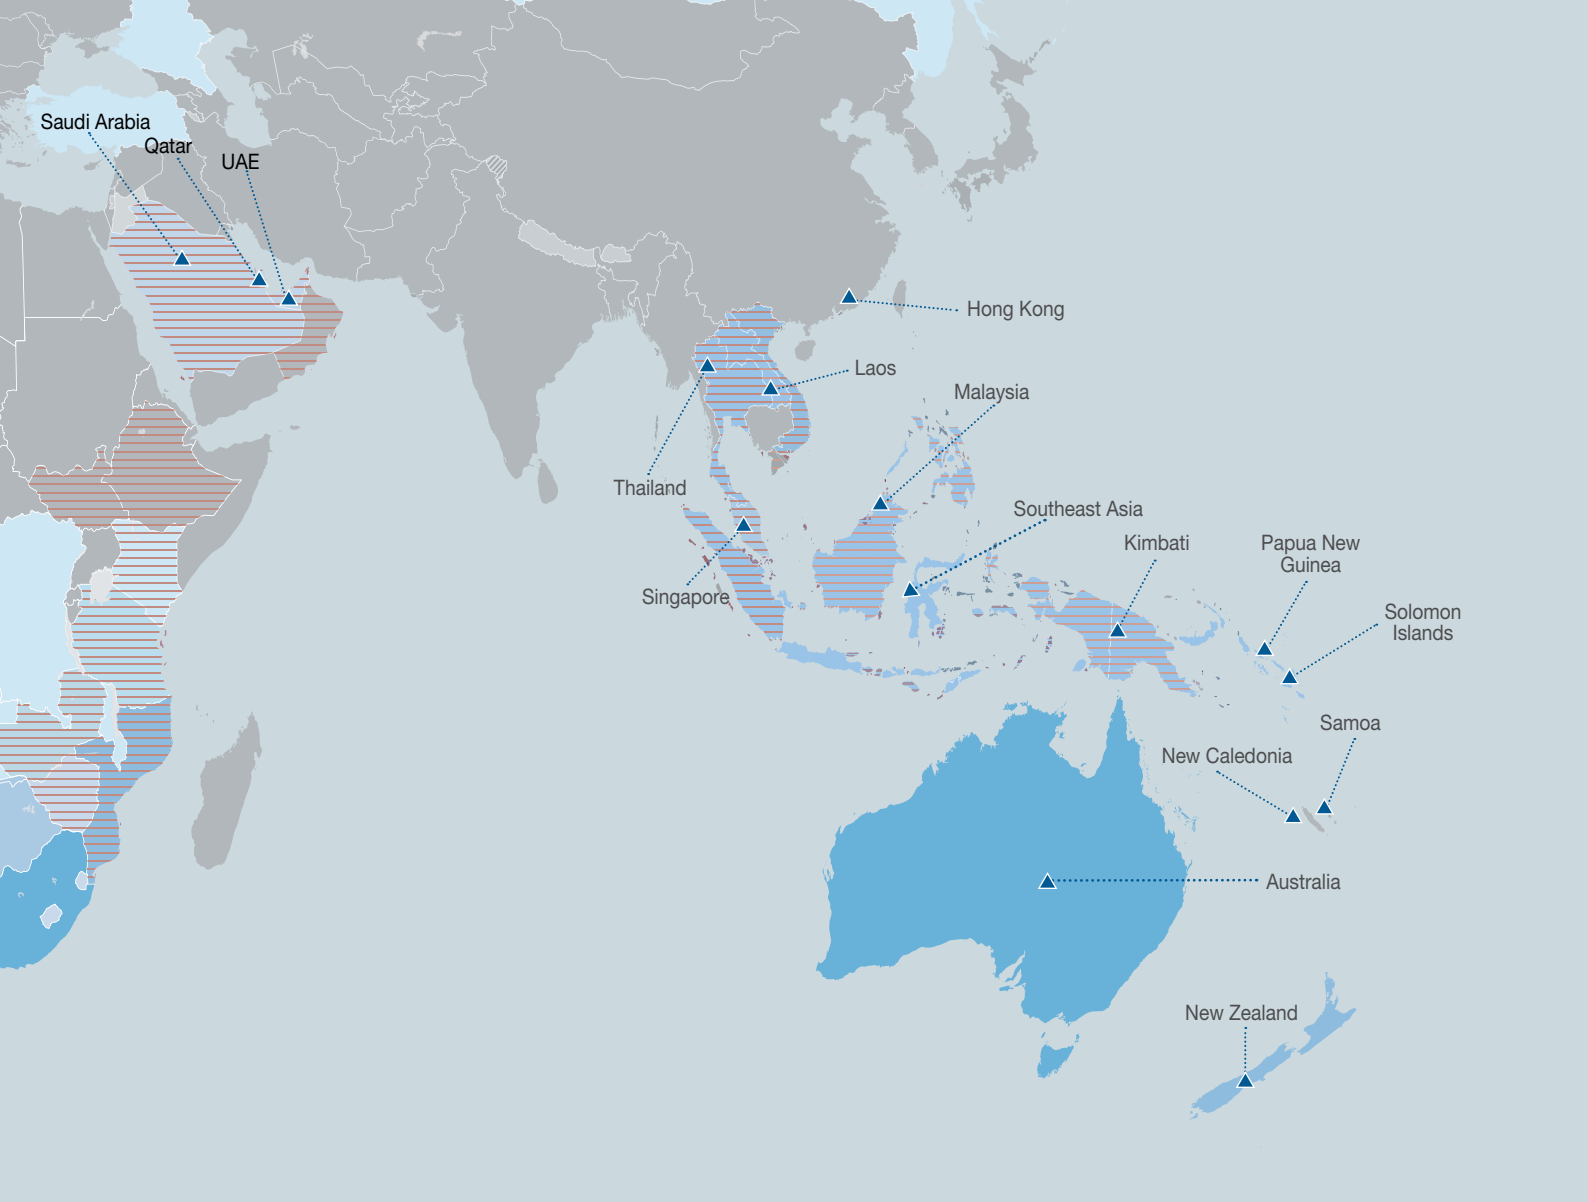 Saudi Arabia
Qatar
UAE
Hong Kong
Laos
Malaysia
Thailand
Southeast Asia
Kimbati
Papua New
Guinea
Singapore
Solomon
Islands
Samoa
New Caledonia
Australia
New Zealand